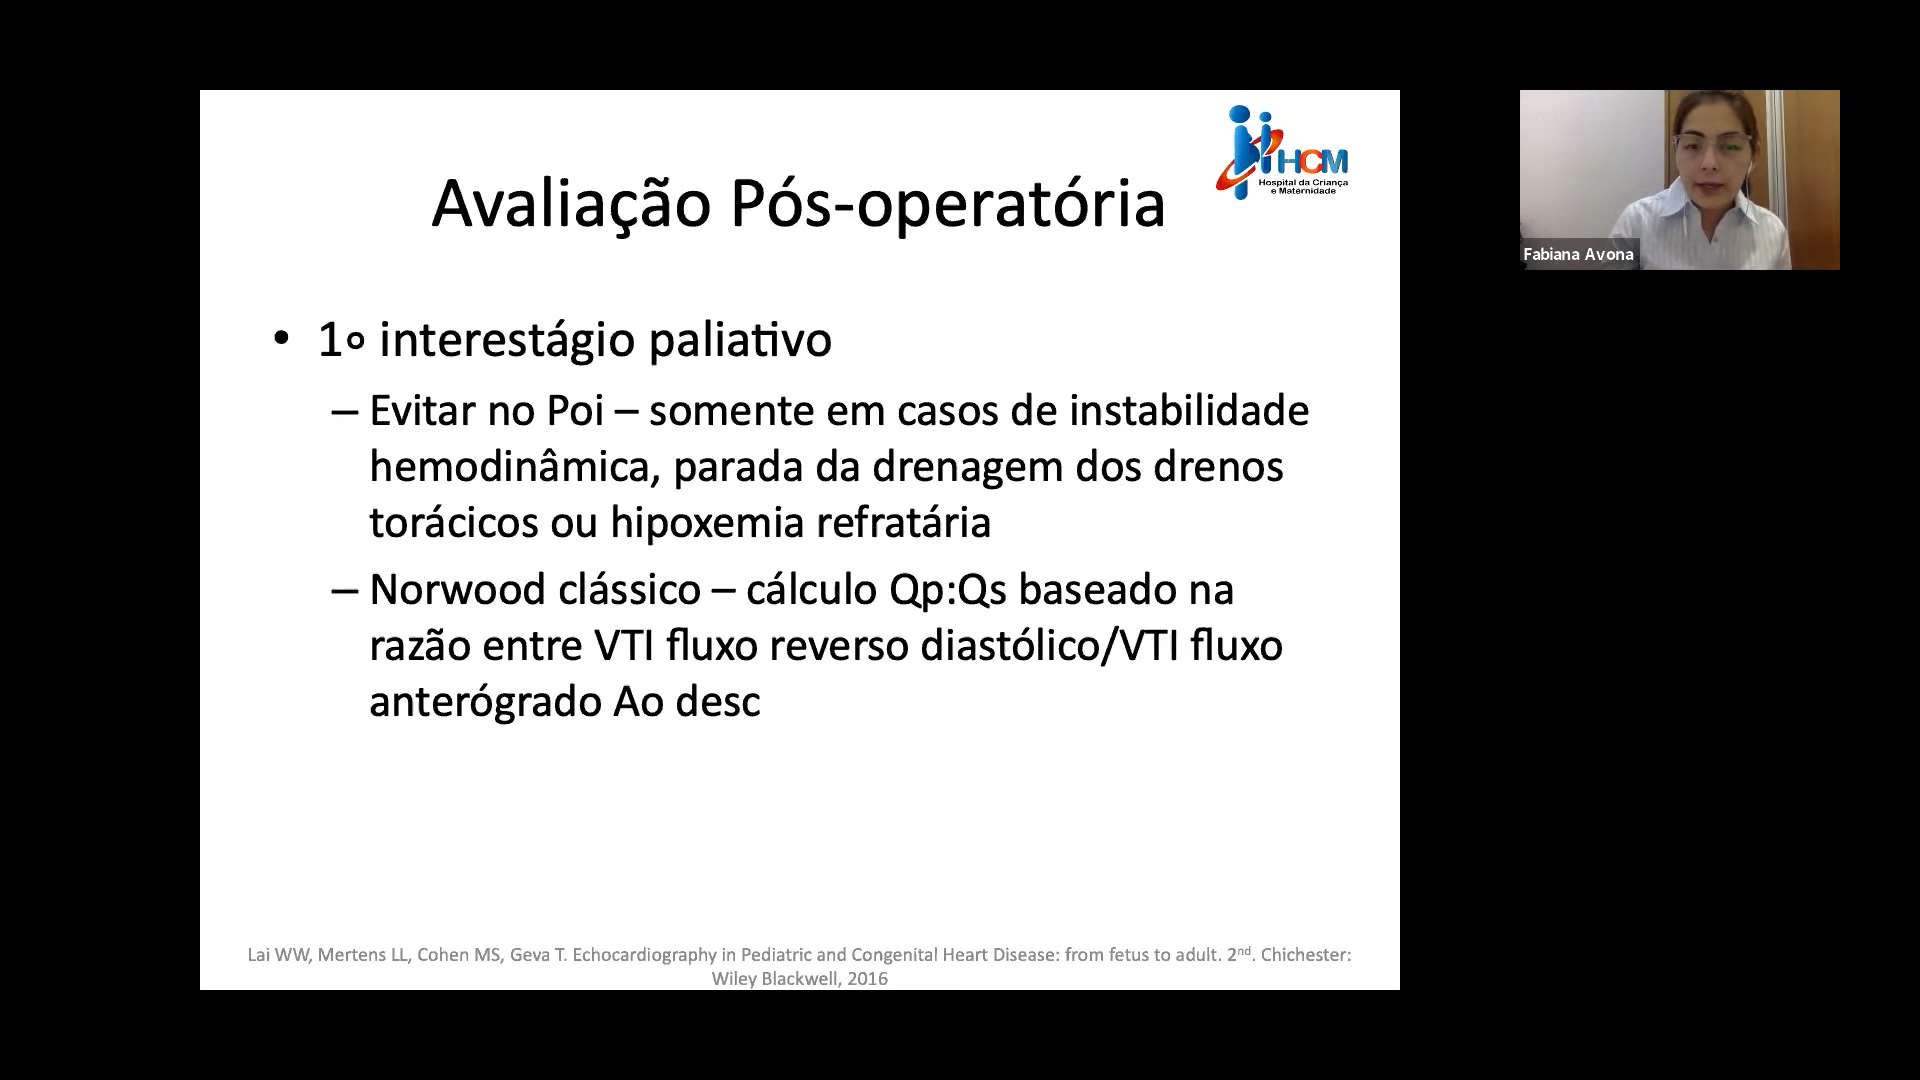 HCM
Hospital da Criança
e Maternidade
Avaliação Pós-operatória
• 1º interestágio paliativo
– Evitar no Poi – somente em casos de instabilidade
hemodinâmica, parada da drenagem dos drenos
torácicos ou hipoxemia refratária
– Norwood clássico – cálculo Qp:Qs baseado na
razão entre VTI fluxo reverso diastólico/VTI fluxo
anterógrado Ao desc
Lai WW, Mertens LL, Cohen MS, Geva T. Echocardiography in Pediatric and Congenital Heart Disease: from fetus to adult. 2nd. Chichester:
Wiley Blackwell, 2016
Fabiana Avona